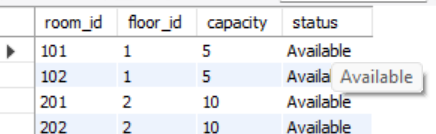 room_id floor_id capacity status
101 1 5 Available
102 1 5 Availa Available
201 2 10 Available
202 2 10 Available